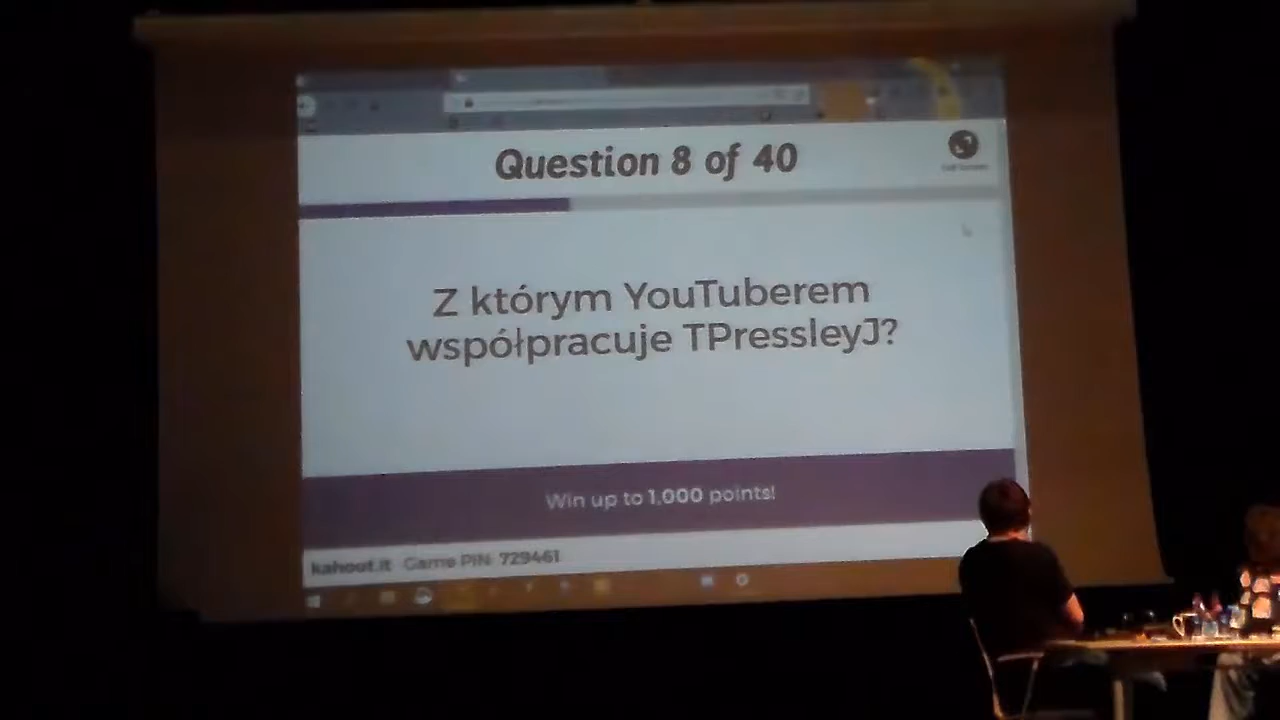 Question 8 of 40
Z którym YouTuberem
współpracuje TPressleyJ?
Win up to 1,000 points!
kahoot.it Game PIN: 729461